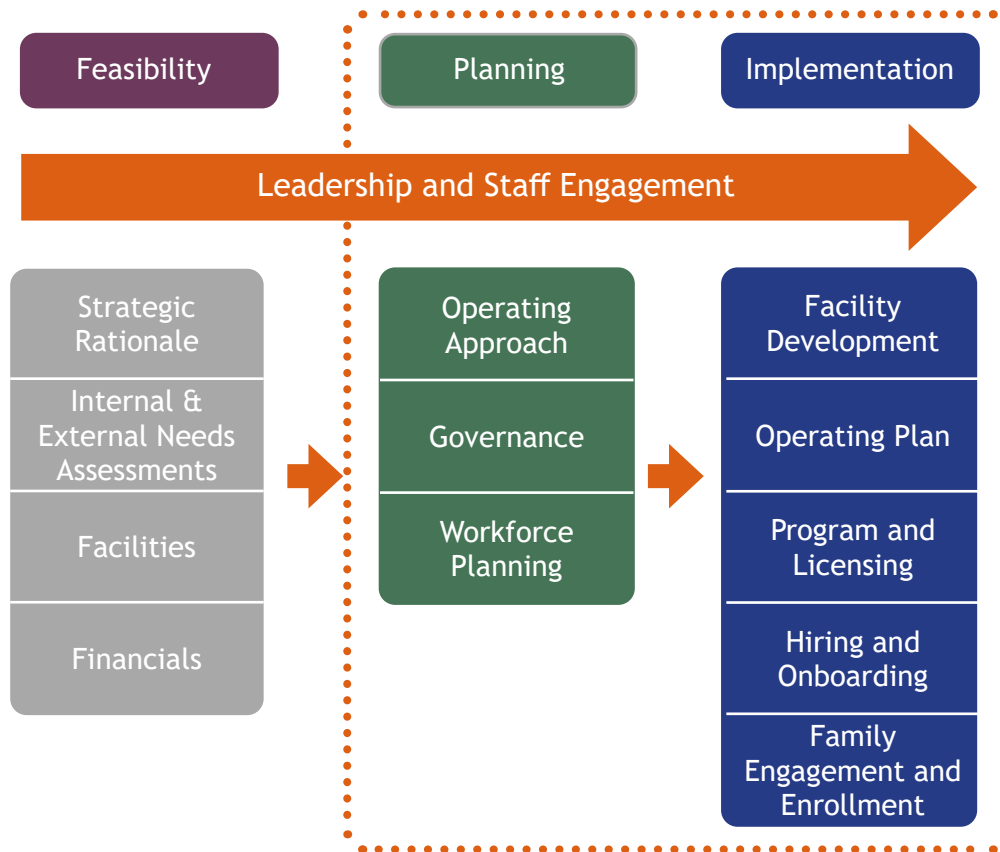 Feasibility
Planning
Implementation
Leadership and Staff Engagement
Strategic
Rationale
Internal &
External Needs
Assessments
Facilities
Financials
Operating
Approach
Governance
Workforce
Planning
Facility
Development
Operating Plan
Program and
Licensing
Hiring and
Onboarding
Family
Engagement and
Enrollment